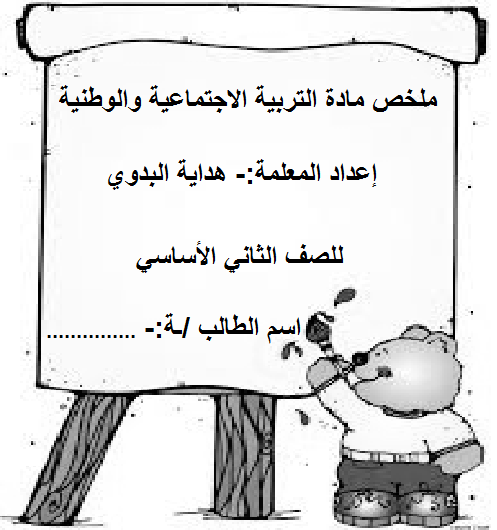 ملخص مادة التربية الاجتماعية والوطنية
إعداد المعلمة:- هداية البدوي
للصف الثاني الأساسي
اسم الطالب /ـة:- ...............